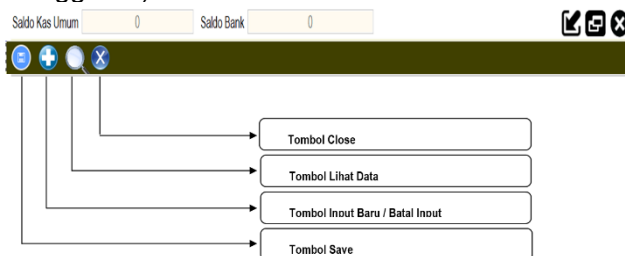 Saldo Kas Umum 0 Saldo Bank 0
Tombol Close
Tombol Lihat Data
Tombol Input Baru / Batal Input
Tombol Save